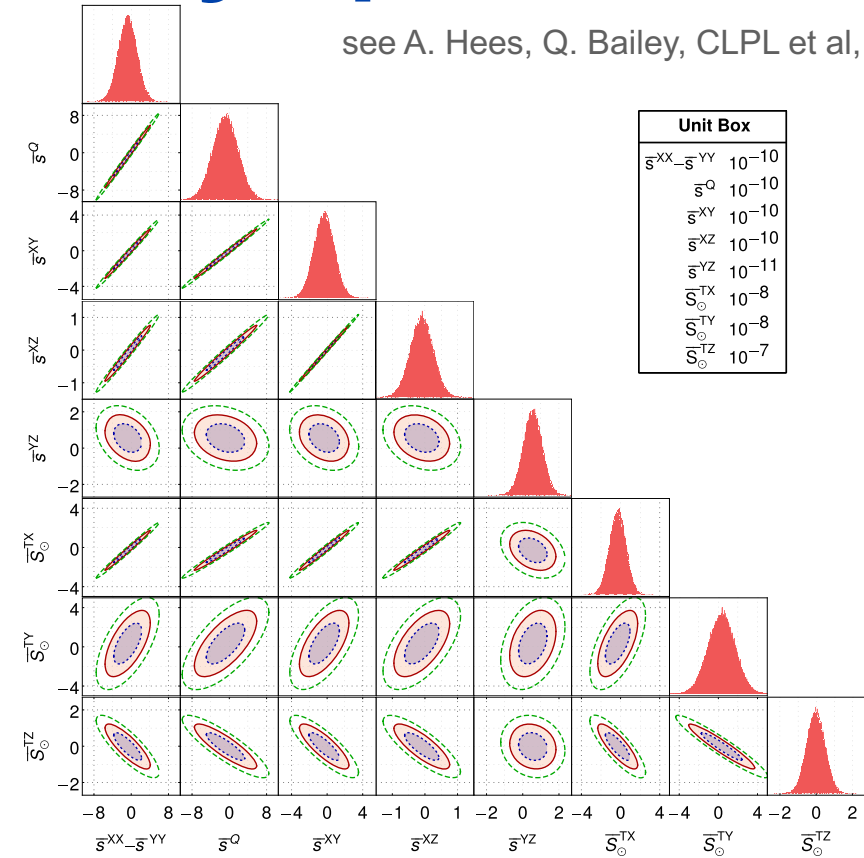 see A. Hees, Q. Bailey, CLPL et al,
Unit Box
s̅^XX–s̅^YY 10^−10
s̅^Q 10^−10
s̅^XY 10^−10
s̅^XZ 10^−10
s̅^YZ 10^−11
S̅_⊙^TX 10^−8
S̅_⊙^TY 10^−8
S̅_⊙^TZ 10^−7
s̅^Q 8 0 −8
s̅^XY 4 0 −4
s̅^XZ 1 0 −1
s̅^YZ 2 0 −2
S̅_⊙^TX 4 0 −4
S̅_⊙^TY 4 0 −4
S̅_⊙^TZ 2 0 −2
−8 0 8 −8 0 8 −4 0 4 −1 0 1 −2 0 2 −4 0 4 −4 0 4 −2 0 2
s̅^XX–s̅^YY s̅^Q s̅^XY s̅^XZ s̅^YZ S̅_⊙^TX S̅_⊙^TY S̅_⊙^TZ